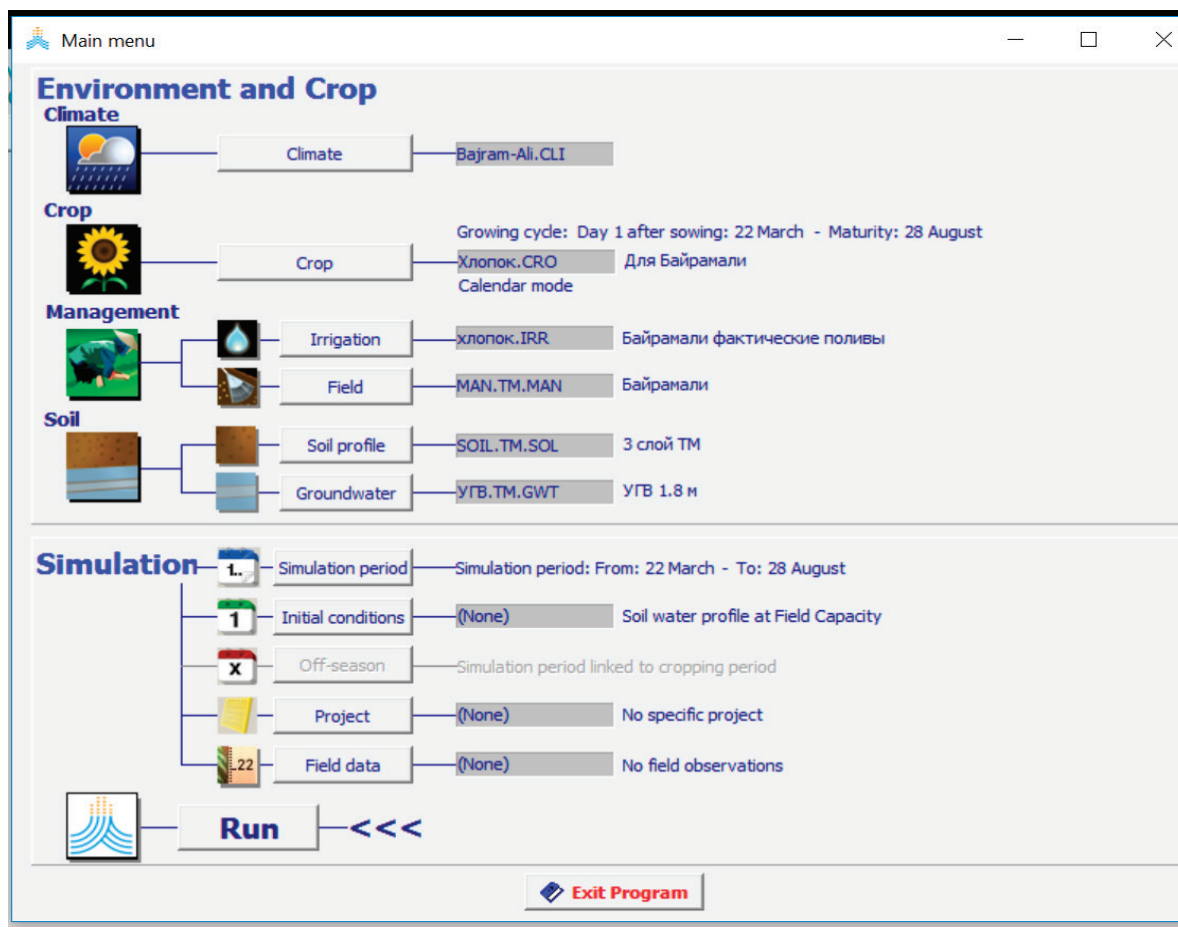 Main menu
Environment and Crop
Climate
Climate Bajram-Ali.CLI
Crop
Growing cycle: Day 1 after sowing: 22 March - Maturity: 28 August
Crop Хлопок.CRO Для Байрамали
Calendar mode
Management
Irrigation хлопок.IRR Байрамали фактические поливы
Field MAN.TM.MAN Байрамали
Soil
Soil profile SOIL.TM.SOL 3 слой ТМ
Groundwater УГВ.TM.GWT УГВ 1.8 м
Simulation 1.. Simulation period Simulation period: From: 22 March - To: 28 August
1 Initial conditions (None) Soil water profile at Field Capacity
X Off-season Simulation period linked to cropping period
Project (None) No specific project
..22 Field data (None) No field observations
Run <<<
Exit Program